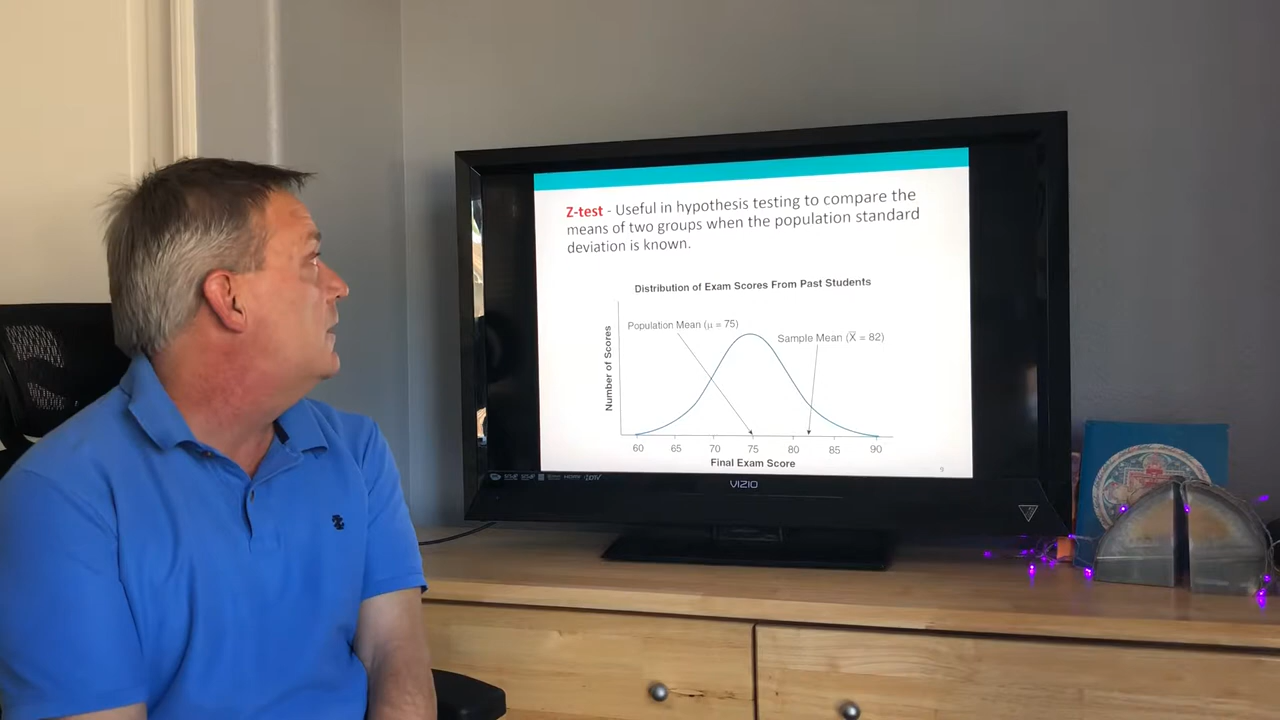 Z-test - Useful in hypothesis testing to compare the
means of two groups when the population standard
deviation is known.
Distribution of Exam Scores From Past Students
Population Mean (μ = 75)
Sample Mean (X̅ = 82)
Number of Scores
60 65 70 75 80 85 90
Final Exam Score
9
VIZIO